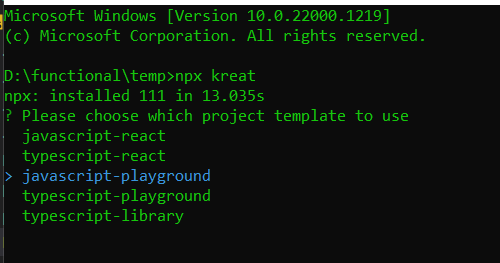 Microsoft Windows [Version 10.0.22000.1219]
(c) Microsoft Corporation. All rights reserved.
D:\functional\temp>npx kreat
npx: installed 111 in 13.035s
? Please choose which project template to use
javascript-react
typescript-react
> javascript-playground
typescript-playground
typescript-library